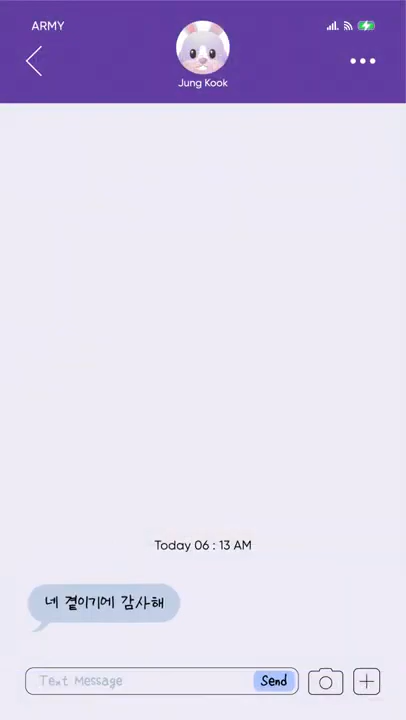 ARMY
Jung Kook
Today 06 : 13 AM
네 곁이기에 감사해
Text Message
Send